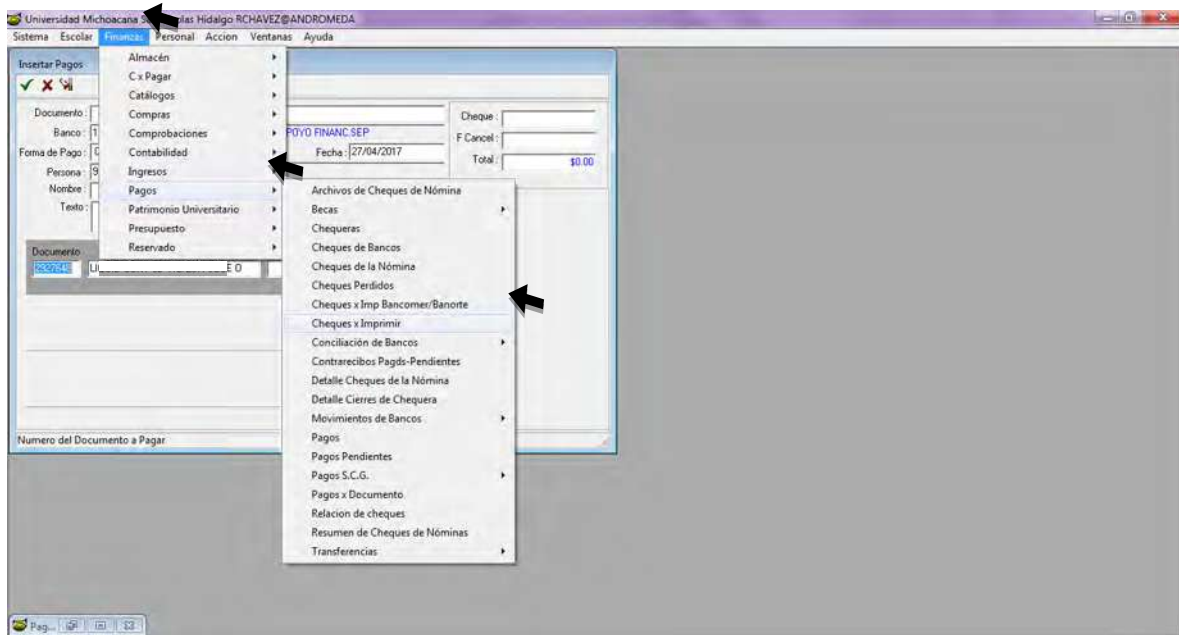 Universidad Michoacana S olas Hidalgo RCHAVEZ@ANDROMEDA
Sistema Escolar Finanzas Personal Accion Ventanas Ayuda
Insertar Pagos
Almacén
C x Pagar
Catálogos
Compras
Comprobaciones
Contabilidad
Ingresos
Pagos
Patrimonio Universitario
Presupuesto
Reservado
Documento :
Banco : 1
POYO FINANC.SEP
Forma de Pago :
Fecha : 27/04/2017
Persona : 9
Nombre :
Texto :
Cheque :
F Cancel :
Total : $0.00
Documento
E O
Archivos de Cheques de Nómina
Becas
Chequeras
Cheques de Bancos
Cheques de la Nómina
Cheques Perdidos
Cheques x Imp Bancomer/Banorte
Cheques x Imprimir
Conciliación de Bancos
Contrarecibos Pagds-Pendientes
Detalle Cheques de la Nómina
Detalle Cierres de Chequera
Movimientos de Bancos
Pagos
Pagos Pendientes
Pagos S.C.G.
Pagos x Documento
Relacion de cheques
Resumen de Cheques de Nóminas
Transferencias
Numero del Documento a Pagar
Pag...